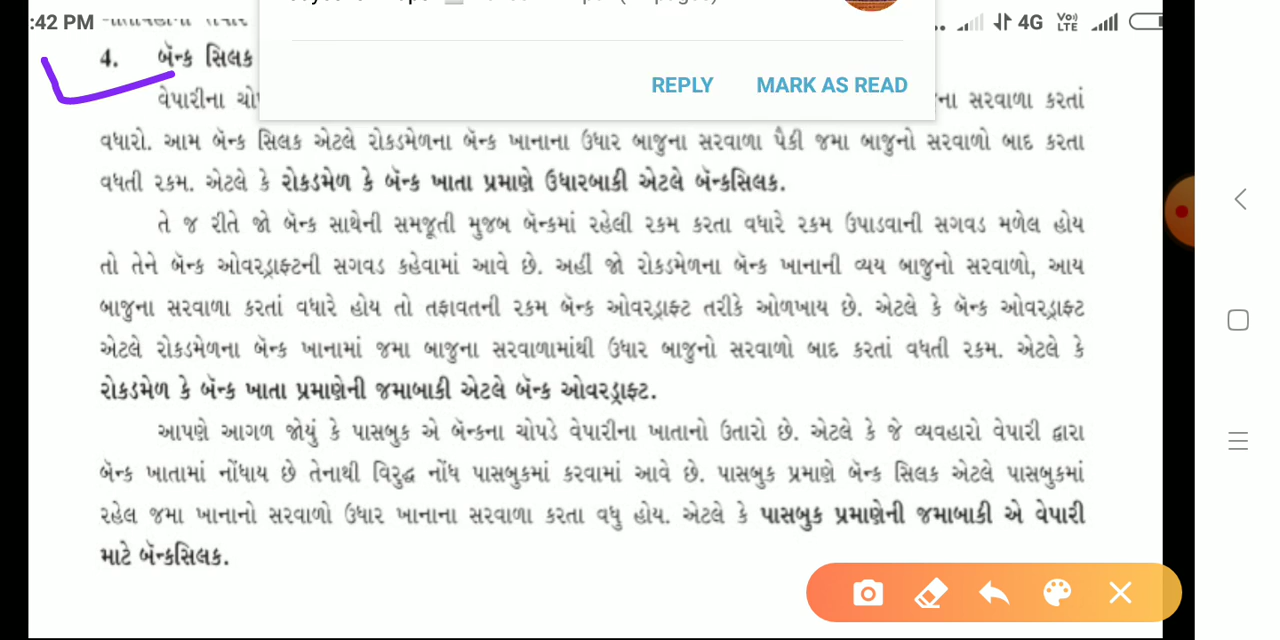 :42 PM
4G
Vo) LTE
REPLY MARK AS READ
4. બૅન્ક સિલક
વેપારીના ચો
ના સરવાળા કરતાં
વધારો. આમ બૅન્ક સિલક એટલે રોકડમેળના બૅન્ક ખાનાના ઉધાર બાજુના સરવાળા પૈકી જમા બાજુનો સરવાળો બાદ કરતા
વધતી રકમ. એટલે કે રોકડમેળ કે બૅન્ક ખાતા પ્રમાણે ઉધારબાકી એટલે બૅન્કસિલક.
તે જ રીતે જો બૅન્ક સાથેની સમજૂતી મુજબ બૅન્કમાં રહેલી રકમ કરતા વધારે રકમ ઉપાડવાની સગવડ મળેલ હોય
તો તેને બૅન્ક ઓવરડ્રાફ્ટની સગવડ કહેવામાં આવે છે. અહીં જો રોકડમેળના બૅન્ક ખાનાની વ્યય બાજુનો સરવાળો, આય
બાજુના સરવાળા કરતાં વધારે હોય તો તફાવતની રકમ બૅન્ક ઓવરડ્રાફ્ટ તરીકે ઓળખાય છે. એટલે કે બૅન્ક ઓવરડ્રાફ્ટ
એટલે રોકડમેળના બૅન્ક ખાનામાં જમા બાજુના સરવાળામાંથી ઉધાર બાજુનો સરવાળો બાદ કરતાં વધતી રકમ. એટલે કે
રોકડમેળ કે બૅન્ક ખાતા પ્રમાણેની જમાબાકી એટલે બૅન્ક ઓવરડ્રાફ્ટ.
આપણે આગળ જોયું કે પાસબુક એ બૅન્કના ચોપડે વેપારીના ખાતાનો ઉતારો છે. એટલે કે જે વ્યવહારો વેપારી દ્વારા
બૅન્ક ખાતામાં નોંધાય છે તેનાથી વિરુદ્ધ નોંધ પાસબુકમાં કરવામાં આવે છે. પાસબુક પ્રમાણે બૅન્ક સિલક એટલે પાસબુકમાં
રહેલ જમા ખાનાનો સરવાળો ઉધાર ખાનાના સરવાળા કરતા વધુ હોય. એટલે કે પાસબુક પ્રમાણેની જમાબાકી એ વેપારી
માટે બૅન્કસિલક.